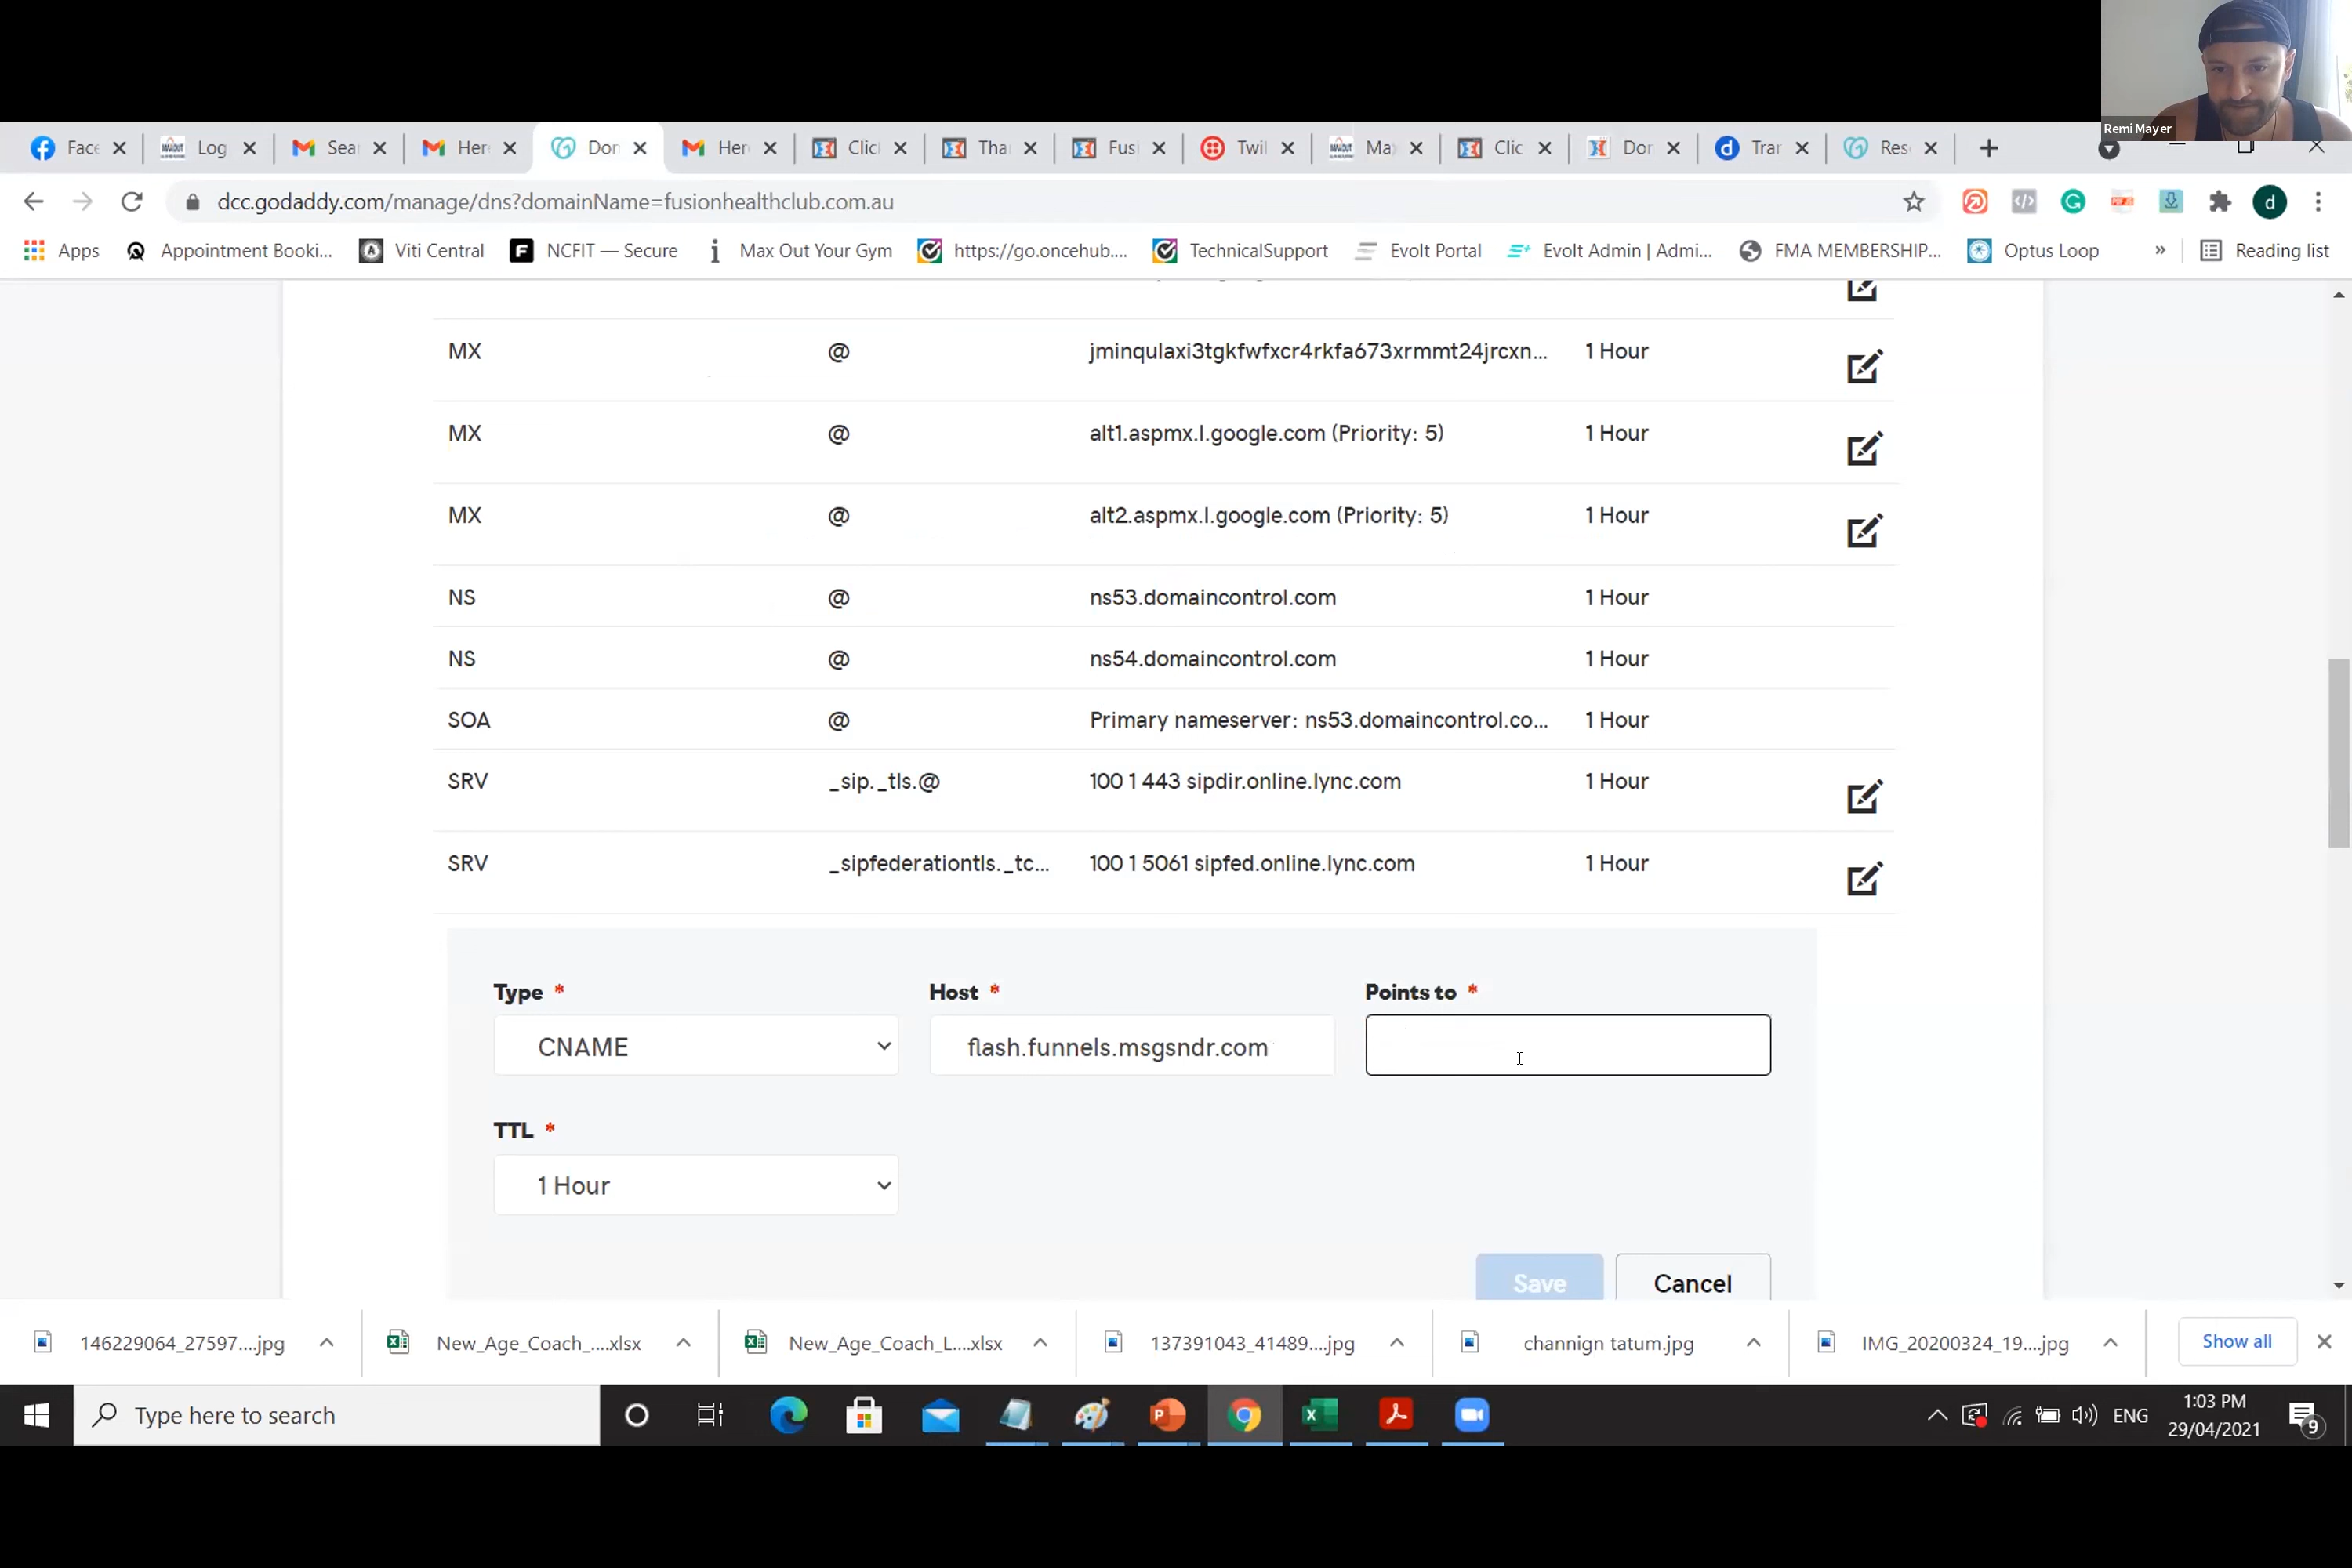 Remi Mayer
Face
Log
Sear
Her
Don
Her
Clic
Tha
Fus
Twil
Ma
Clic
Dor
Trar
Res
dcc.godaddy.com/manage/dns?domainName=fusionhealthclub.com.au
d
Apps
Appointment Booki...
Viti Central
NCFIT — Secure
Max Out Your Gym
https://go.oncehub....
TechnicalSupport
Evolt Portal
Evolt Admin | Admi...
FMA MEMBERSHIP...
Optus Loop
»
Reading list
MX @ jminqulaxi3tgkfwfxcr4rkfa673xrmmt24jrcxn... 1 Hour
MX @ alt1.aspmx.l.google.com (Priority: 5) 1 Hour
MX @ alt2.aspmx.l.google.com (Priority: 5) 1 Hour
NS @ ns53.domaincontrol.com 1 Hour
NS @ ns54.domaincontrol.com 1 Hour
SOA @ Primary nameserver: ns53.domaincontrol.co... 1 Hour
SRV _sip._tls.@ 100 1 443 sipdir.online.lync.com 1 Hour
SRV _sipfederationtls._tc... 100 1 5061 sipfed.online.lync.com 1 Hour
Type * Host * Points to *
CNAME flash.funnels.msgsndr.com
TTL *
1 Hour
Save Cancel
146229064_27597....jpg
New_Age_Coach_....xlsx
New_Age_Coach_L....xlsx
137391043_41489....jpg
channign tatum.jpg
IMG_20200324_19....jpg
Show all
Type here to search
ENG
1:03 PM
29/04/2021
9